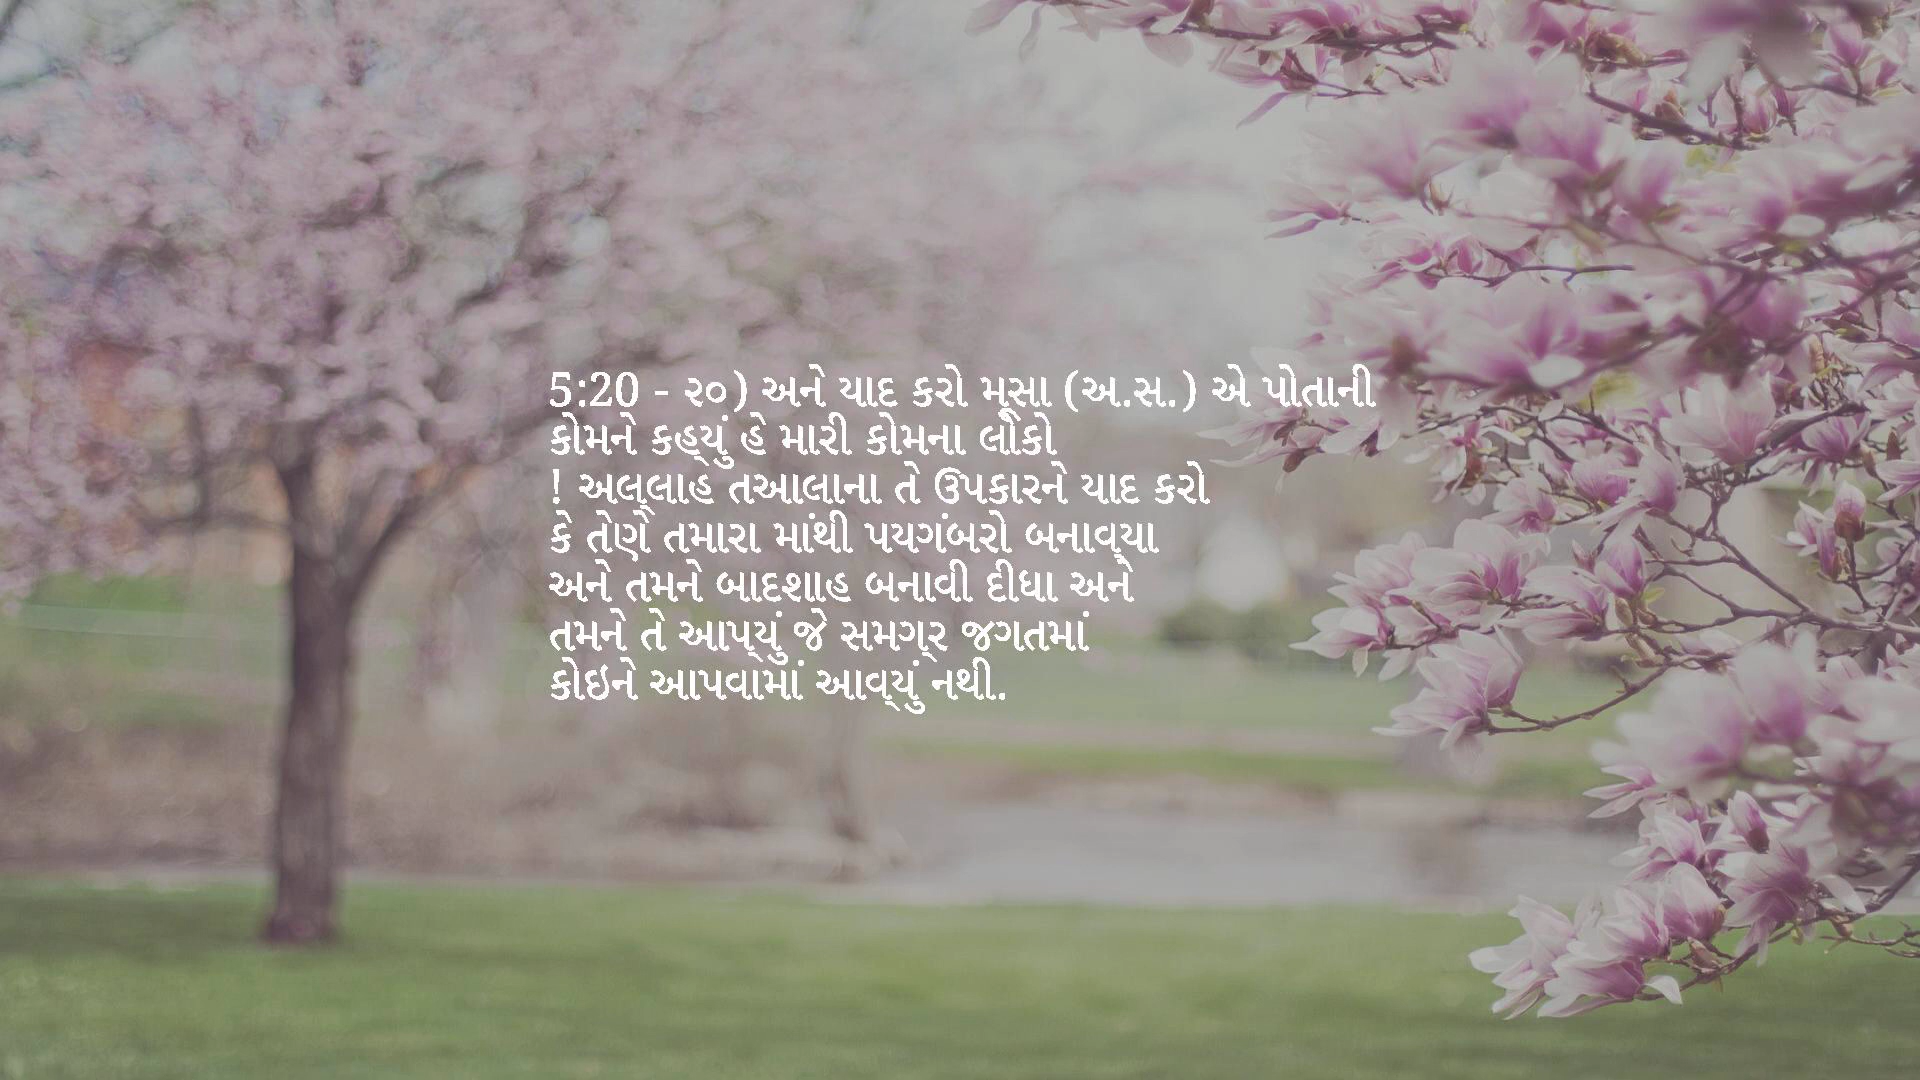 5:20 - ૨૦) અને યાદ કરો મૂસા (અ.સ.) એ પોતાની
કોમને કહ્યું હે મારી કોમના લોકો
! અલ્લાહ તઆલાના તે ઉપકારને યાદ કરો
કે તેણે તમારા માંથી પયગંબરો બનાવ્યા
અને તમને બાદશાહ બનાવી દીધા અને
તમને તે આપ્યું જે સમગ્ર જગતમાં
કોઇને આપવામાં આવ્યું નથી.